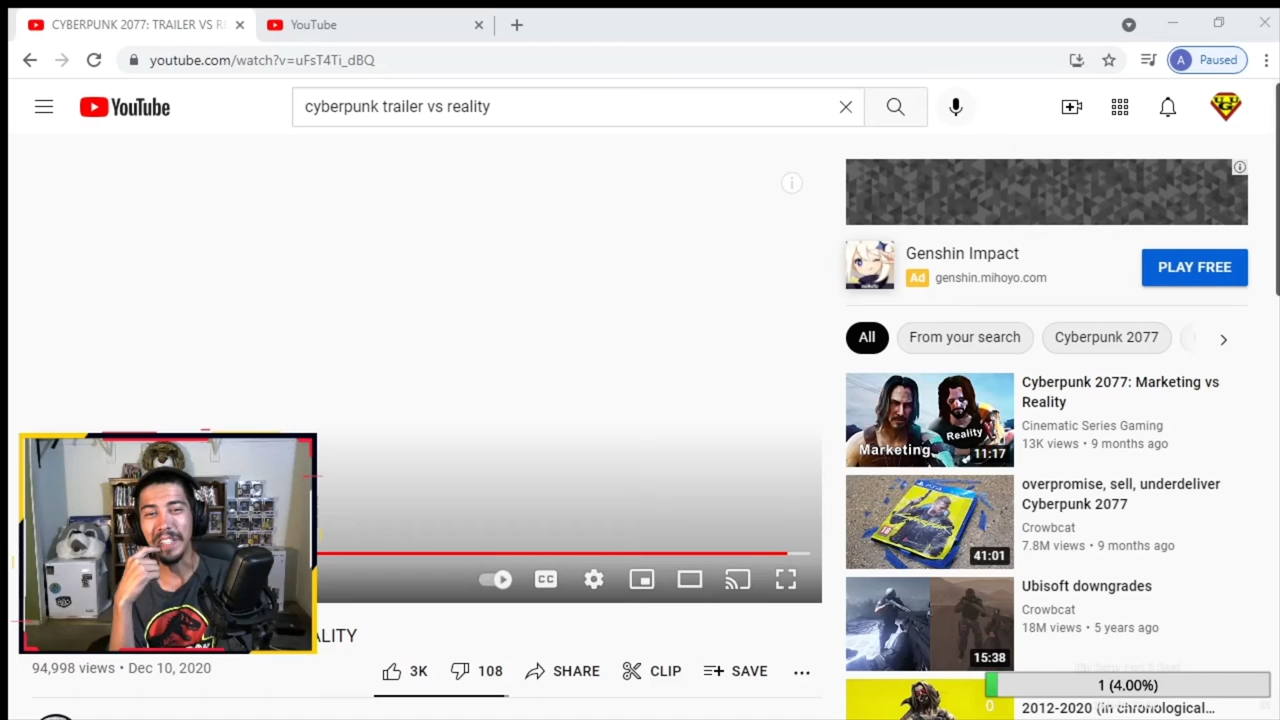 CYBERPUNK 2077: TRAILER VS R
YouTube
youtube.com/watch?v=uFsT4Ti_dBQ
A Paused
YouTube
cyberpunk trailer vs reality
Genshin Impact
Ad genshin.mihoyo.com
PLAY FREE
All
From your search
Cyberpunk 2077
Cyberpunk 2077: Marketing vs
Reality
Cinematic Series Gaming
13K views • 9 months ago
Marketing
Reality
11:17
overpromise, sell, underdeliver
Cyberpunk 2077
Crowbcat
7.8M views • 9 months ago
41:01
Ubisoft downgrades
Crowbcat
18M views • 5 years ago
15:38
CC
ALITY
94,998 views • Dec 10, 2020
3K
108
SHARE
CLIP
SAVE
1 (4.00%)
0
2012-2020 (in chronological...